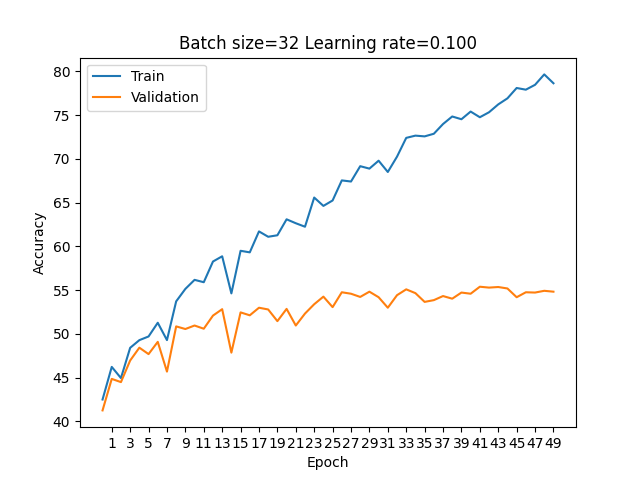 Batch size=32 Learning rate=0.100
Train
Validation
80
75
70
65
60
55
50
45
40
Accuracy
1 3 5 7 9 11 13 15 17 19 21 23 25 27 29 31 33 35 37 39 41 43 45 47 49
Epoch